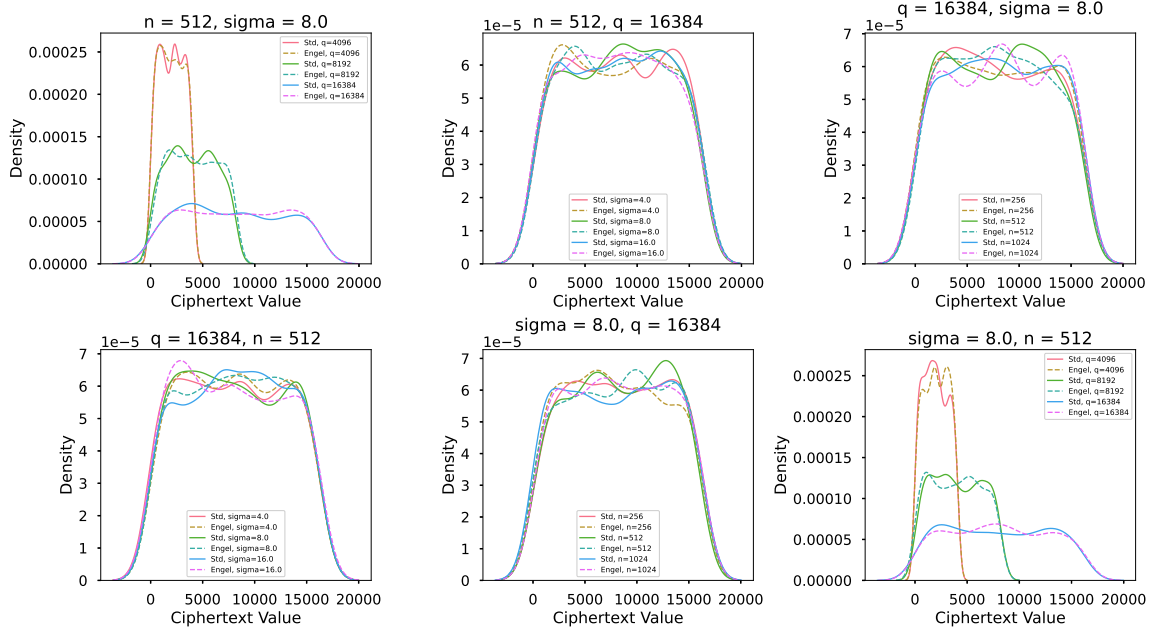 n = 512, sigma = 8.0
Density
0.00025
0.00020
0.00015
0.00010
0.00005
0.00000
0 5000 10000 15000 20000
Ciphertext Value
Std, q=4096
Engel, q=4096
Std, q=8192
Engel, q=8192
Std, q=16384
Engel, q=16384
n = 512, q = 16384
1e−5
Density
6
5
4
3
2
1
0
0 5000 10000 15000 20000
Ciphertext Value
Std, sigma=4.0
Engel, sigma=4.0
Std, sigma=8.0
Engel, sigma=8.0
Std, sigma=16.0
Engel, sigma=16.0
q = 16384, sigma = 8.0
1e−5
Density
7
6
5
4
3
2
1
0
0 5000 10000 15000 20000
Ciphertext Value
Std, n=256
Engel, n=256
Std, n=512
Engel, n=512
Std, n=1024
Engel, n=1024
q = 16384, n = 512
1e−5
Density
7
6
5
4
3
2
1
0
0 5000 10000 15000 20000
Ciphertext Value
Std, sigma=4.0
Engel, sigma=4.0
Std, sigma=8.0
Engel, sigma=8.0
Std, sigma=16.0
Engel, sigma=16.0
sigma = 8.0, q = 16384
1e−5
Density
7
6
5
4
3
2
1
0
0 5000 10000 15000 20000
Ciphertext Value
Std, n=256
Engel, n=256
Std, n=512
Engel, n=512
Std, n=1024
Engel, n=1024
sigma = 8.0, n = 512
Density
0.00025
0.00020
0.00015
0.00010
0.00005
0.00000
0 5000 10000 15000 20000
Ciphertext Value
Std, q=4096
Engel, q=4096
Std, q=8192
Engel, q=8192
Std, q=16384
Engel, q=16384